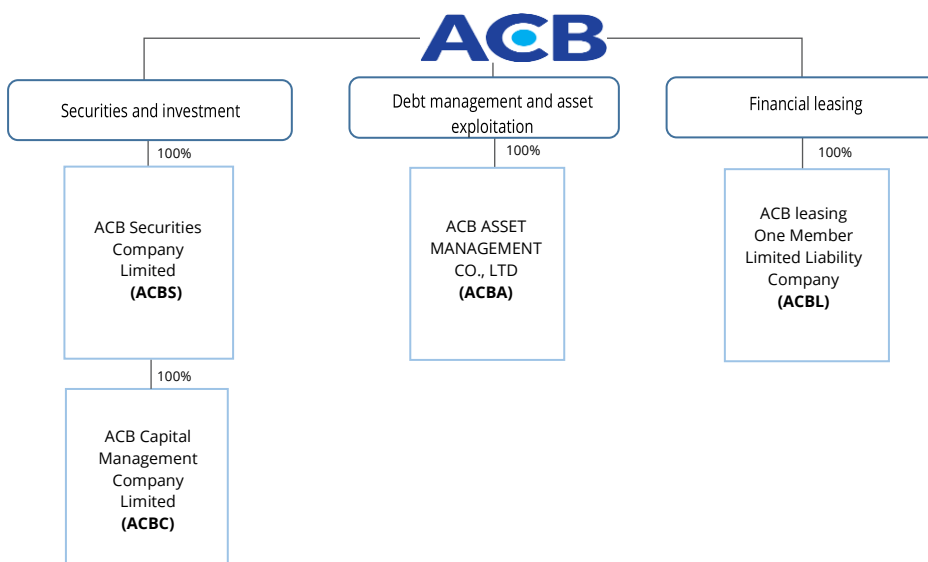 ACB
Securities and investment
Debt management and asset
exploitation
Financial leasing
100%
100%
100%
ACB Securities
Company
Limited
(ACBS)
ACB ASSET
MANAGEMENT
CO., LTD
(ACBA)
ACB leasing
One Member
Limited Liability
Company
(ACBL)
100%
ACB Capital
Management
Company
Limited
(ACBC)